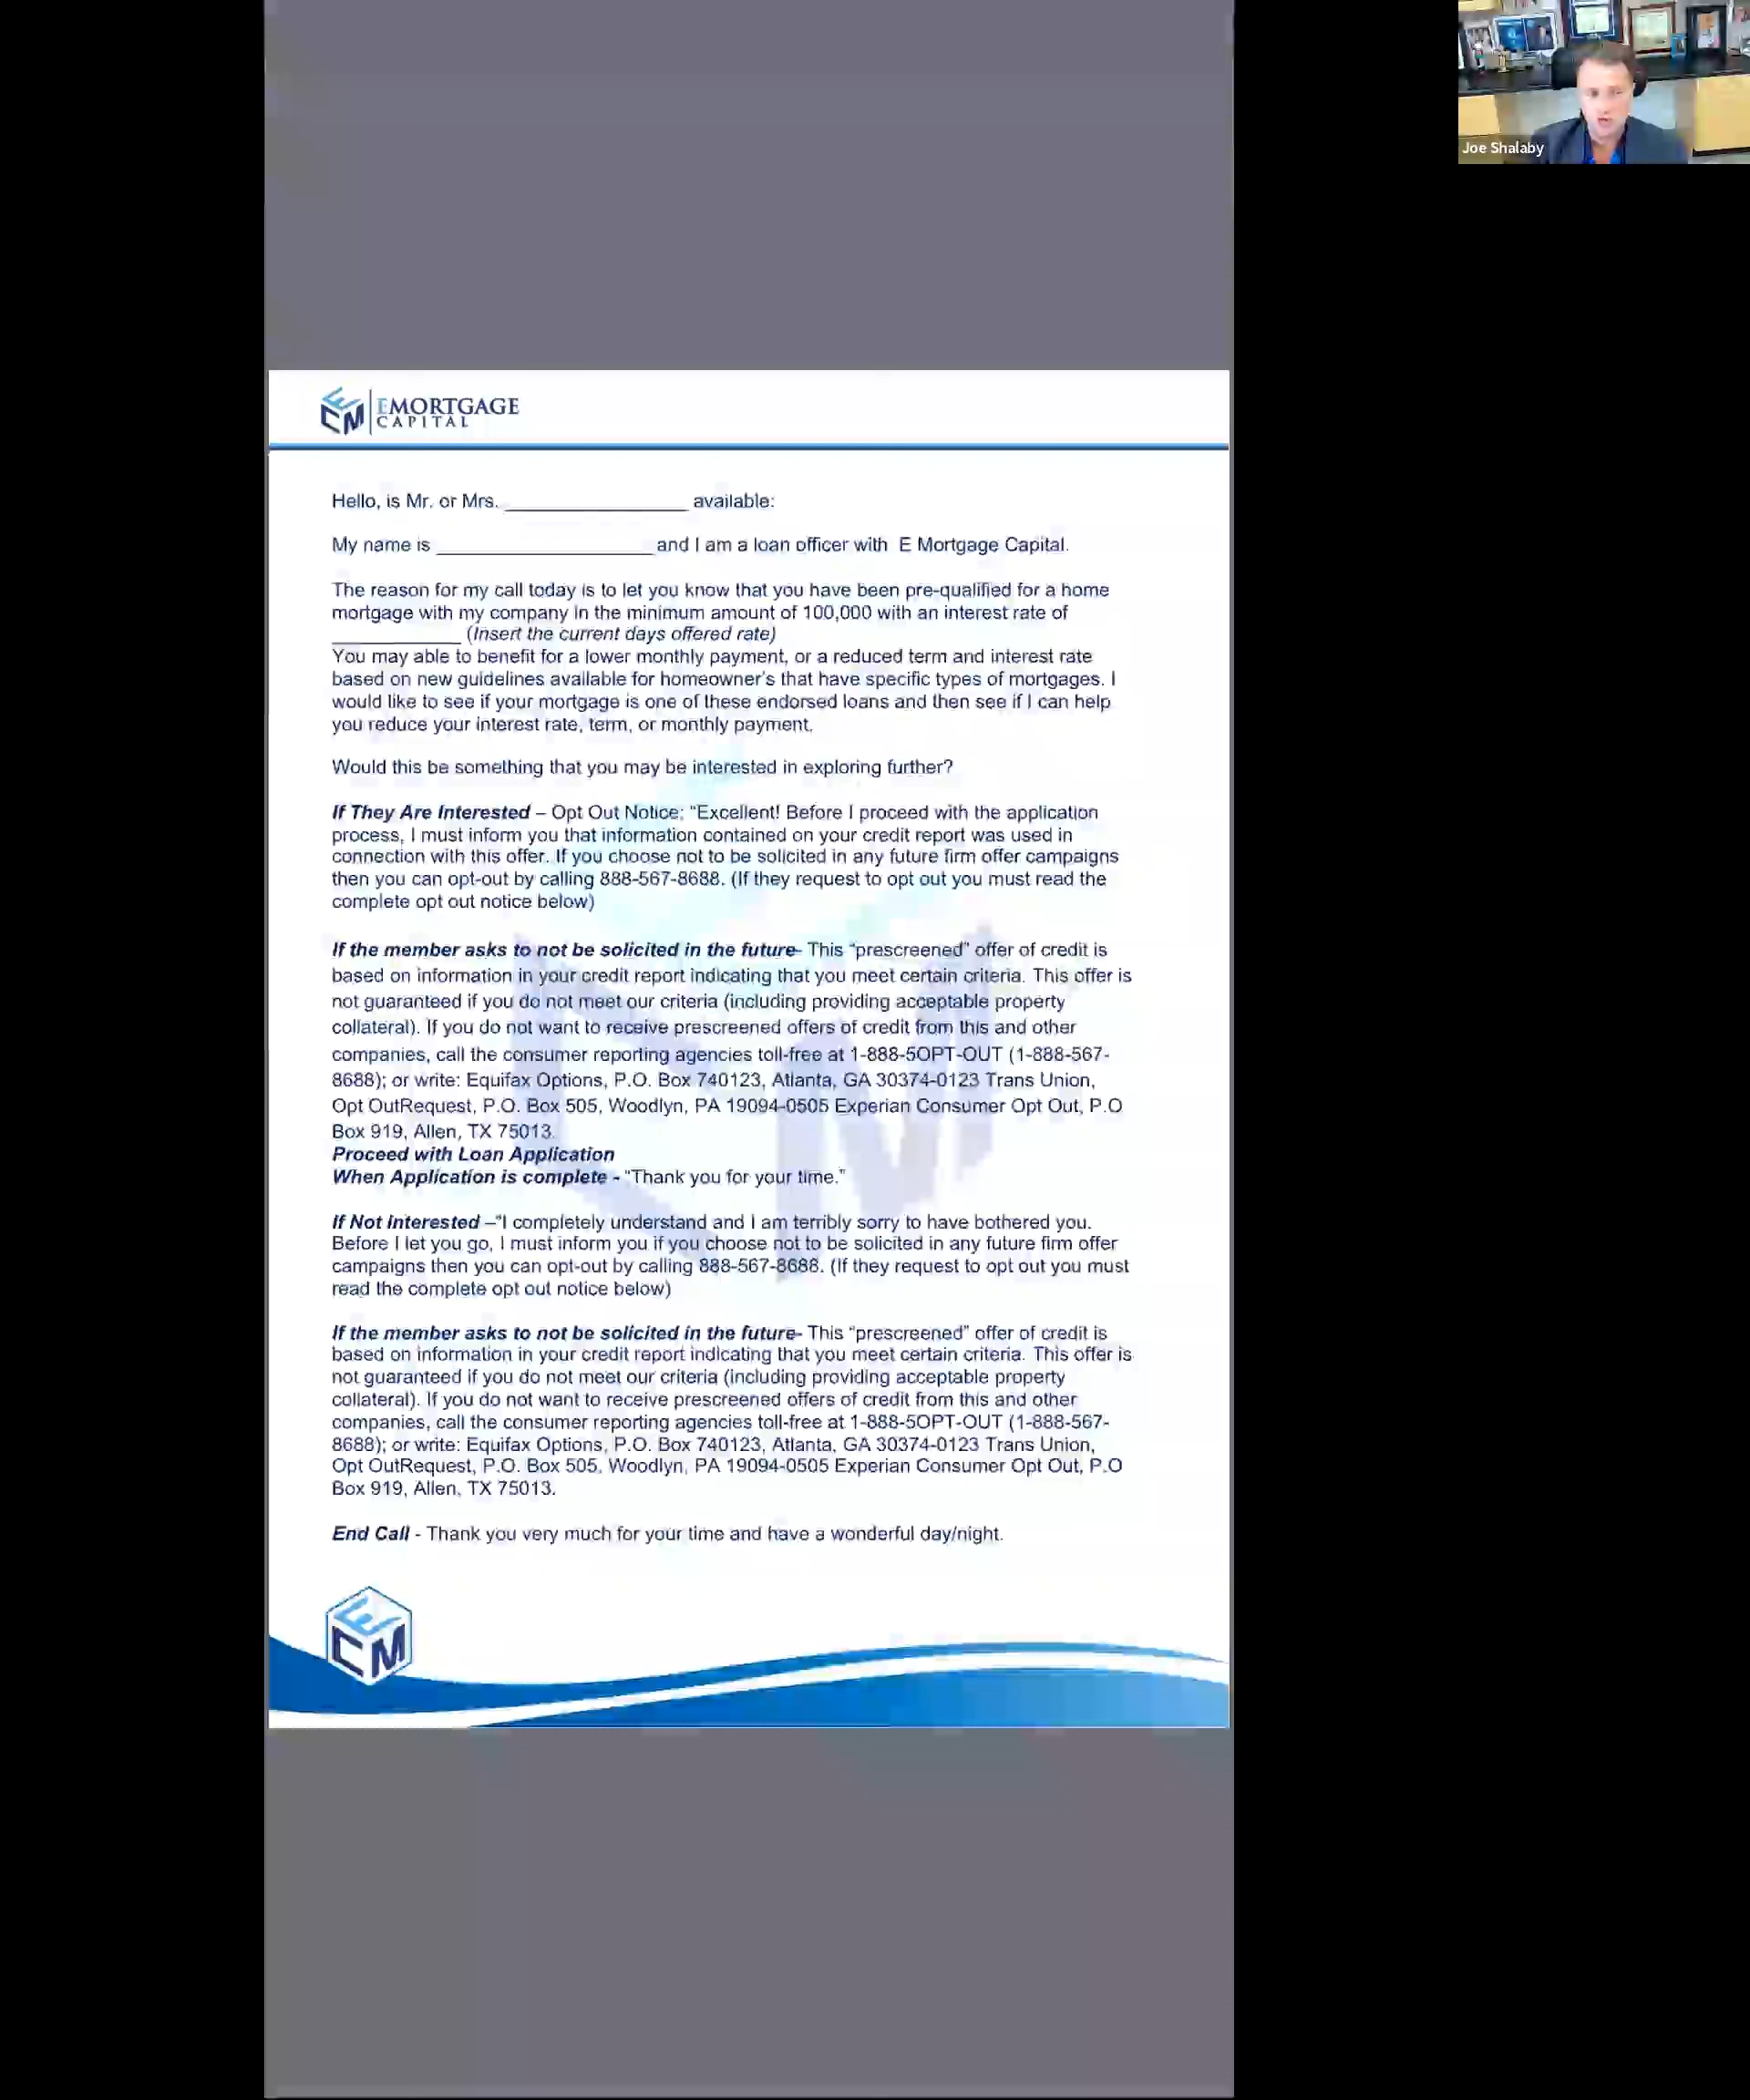 Joe Shalaby
EMORTGAGE
CAPITAL
Hello, is Mr. or Mrs. _________________ available:
My name is ____________________ and I am a loan officer with E Mortgage Capital.
The reason for my call today is to let you know that you have been pre-qualified for a home
mortgage with my company in the minimum amount of 100,000 with an interest rate of
____________ (Insert the current days offered rate)
You may able to benefit for a lower monthly payment, or a reduced term and interest rate
based on new guidelines available for homeowner's that have specific types of mortgages. I
would like to see if your mortgage is one of these endorsed loans and then see if I can help
you reduce your interest rate, term, or monthly payment.
Would this be something that you may be interested in exploring further?
If They Are Interested – Opt Out Notice; "Excellent! Before I proceed with the application
process, I must inform you that information contained on your credit report was used in
connection with this offer. If you choose not to be solicited in any future firm offer campaigns
then you can opt-out by calling 888-567-8688. (If they request to opt out you must read the
complete opt out notice below)
If the member asks to not be solicited in the future- This "prescreened" offer of credit is
based on information in your credit report indicating that you meet certain criteria. This offer is
not guaranteed if you do not meet our criteria (including providing acceptable property
collateral). If you do not want to receive prescreened offers of credit from this and other
companies, call the consumer reporting agencies toll-free at 1-888-5OPT-OUT (1-888-567-
8688); or write: Equifax Options, P.O. Box 740123, Atlanta, GA 30374-0123 Trans Union,
Opt OutRequest, P.O. Box 505, Woodlyn, PA 19094-0505 Experian Consumer Opt Out, P.O
Box 919, Allen, TX 75013.
Proceed with Loan Application
When Application is complete - "Thank you for your time."
If Not Interested –"I completely understand and I am terribly sorry to have bothered you.
Before I let you go, I must inform you if you choose not to be solicited in any future firm offer
campaigns then you can opt-out by calling 888-567-8688. (If they request to opt out you must
read the complete opt out notice below)
If the member asks to not be solicited in the future- This "prescreened" offer of credit is
based on information in your credit report indicating that you meet certain criteria. This offer is
not guaranteed if you do not meet our criteria (including providing acceptable property
collateral). If you do not want to receive prescreened offers of credit from this and other
companies, call the consumer reporting agencies toll-free at 1-888-5OPT-OUT (1-888-567-
8688); or write: Equifax Options, P.O. Box 740123, Atlanta, GA 30374-0123 Trans Union,
Opt OutRequest, P.O. Box 505, Woodlyn, PA 19094-0505 Experian Consumer Opt Out, P.O
Box 919, Allen, TX 75013.
End Call - Thank you very much for your time and have a wonderful day/night.
ECM